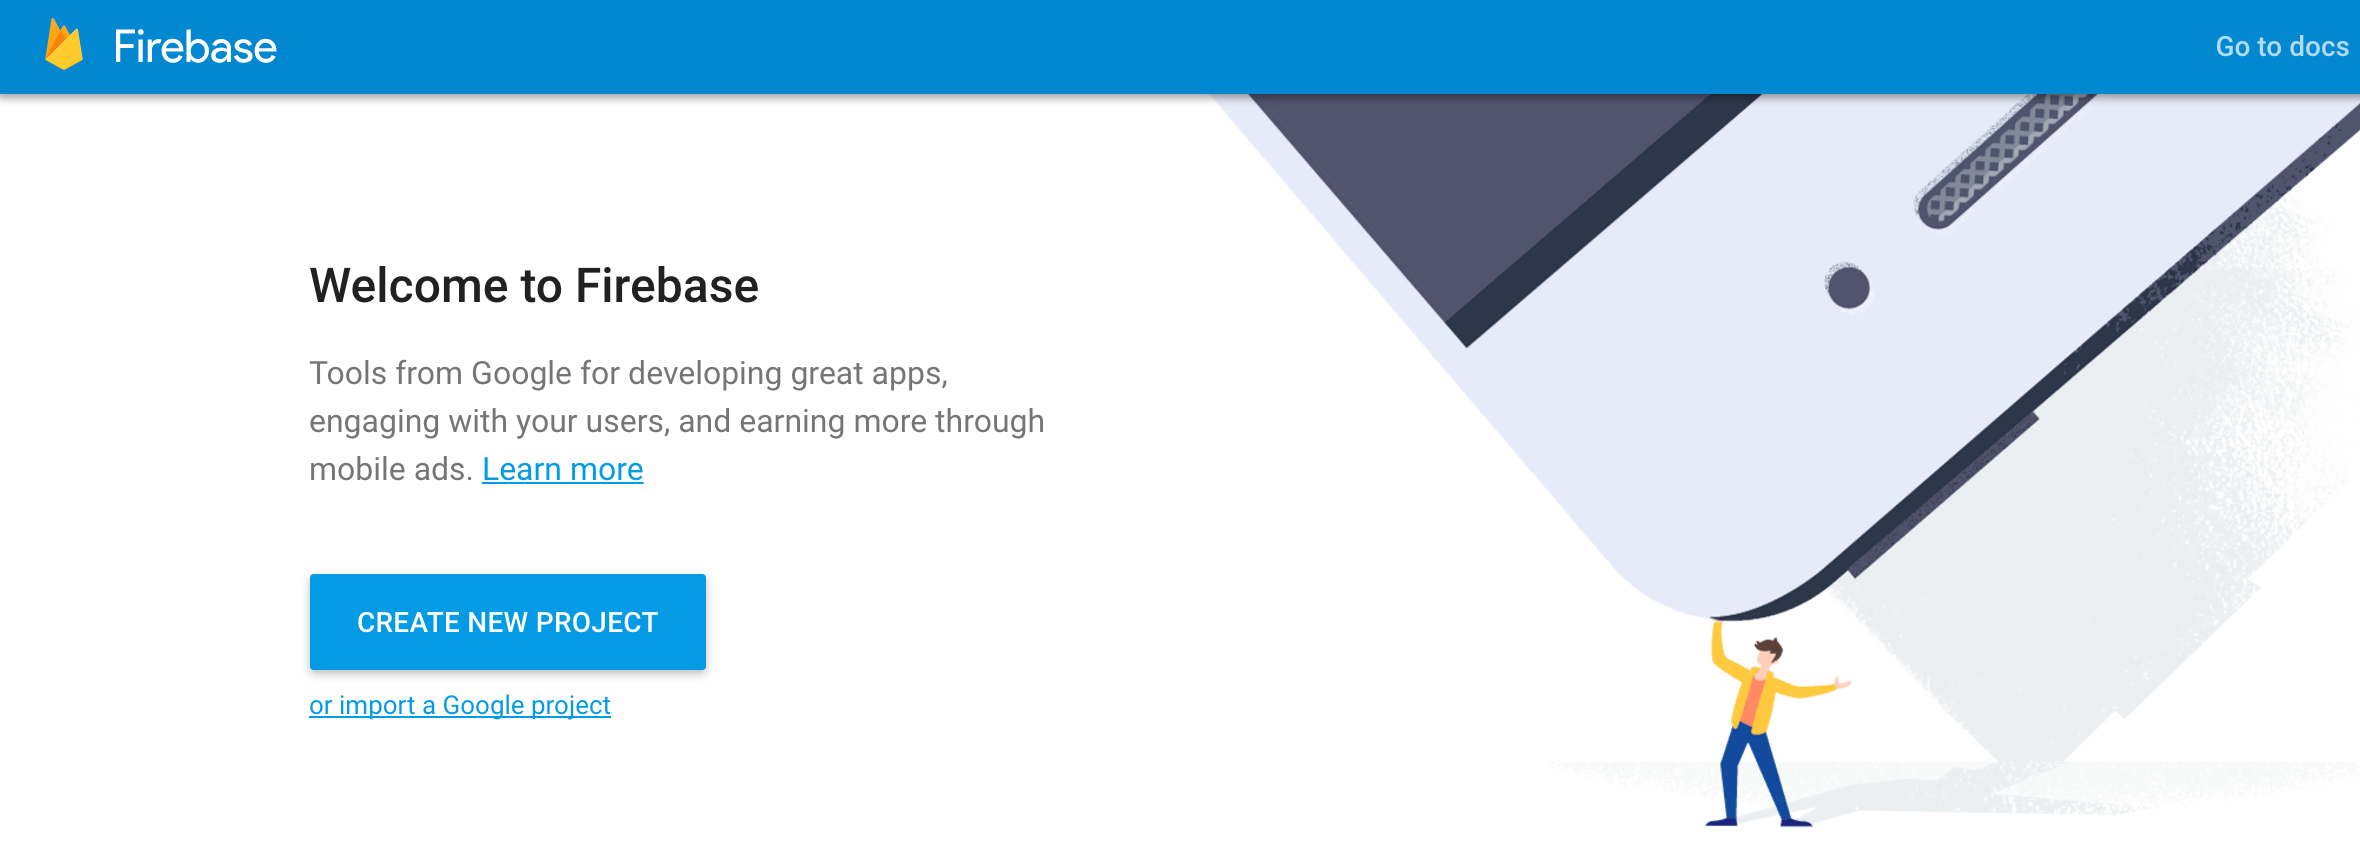 Firebase
Go to docs
Welcome to Firebase
Tools from Google for developing great apps,
engaging with your users, and earning more through
mobile ads. Learn more
CREATE NEW PROJECT
or import a Google project